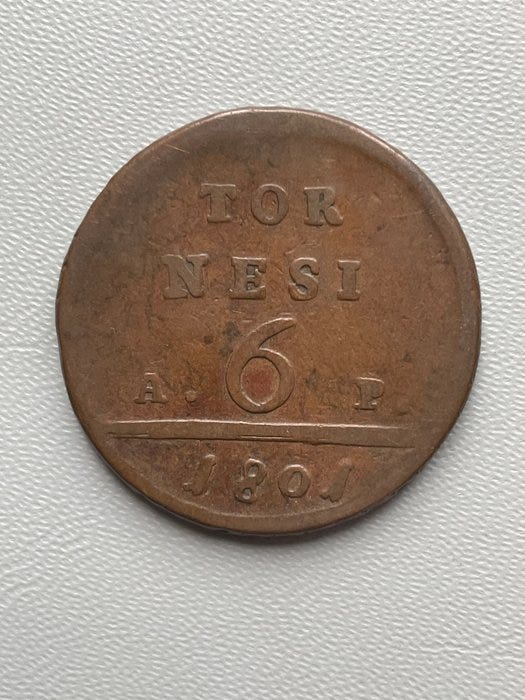 TOR
NESI
A. 6 P
1801